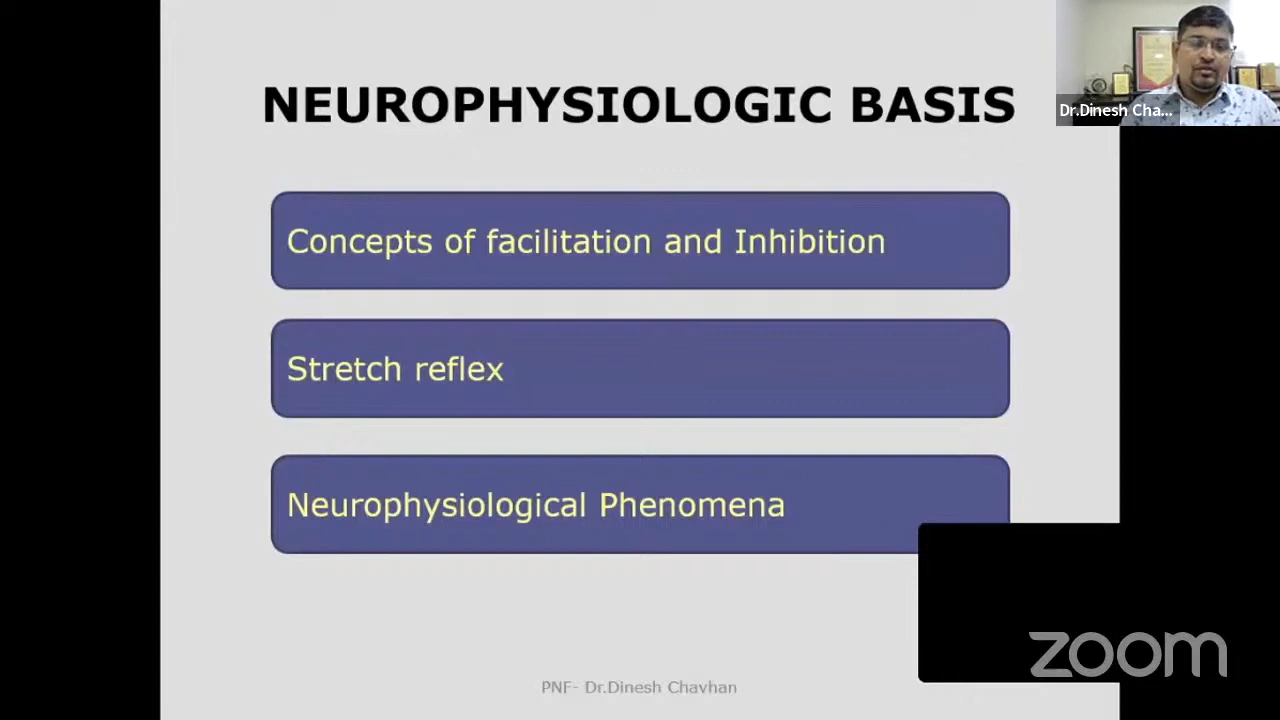 NEUROPHYSIOLOGIC BASIS
Dr.Dinesh Cha...
Concepts of facilitation and Inhibition
Stretch reflex
Neurophysiological Phenomena
zoom
PNF- Dr.Dinesh Chavhan